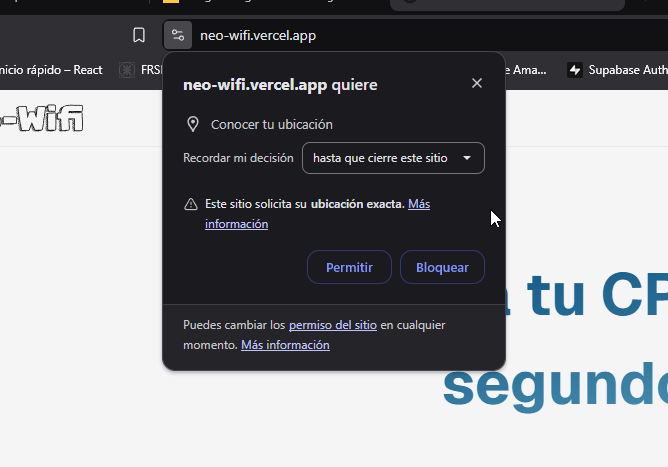 neo-wifi.vercel.app
nicio rápido – React
FRS
e Ama...
Supabase Auth
o-Wifi
neo-wifi.vercel.app quiere
Conocer tu ubicación
Recordar mi decisión
hasta que cierre este sitio
Este sitio solicita su ubicación exacta. Más
información
Permitir
Bloquear
Puedes cambiar los permiso del sitio en cualquier
momento. Más información
a tu CP
segundo